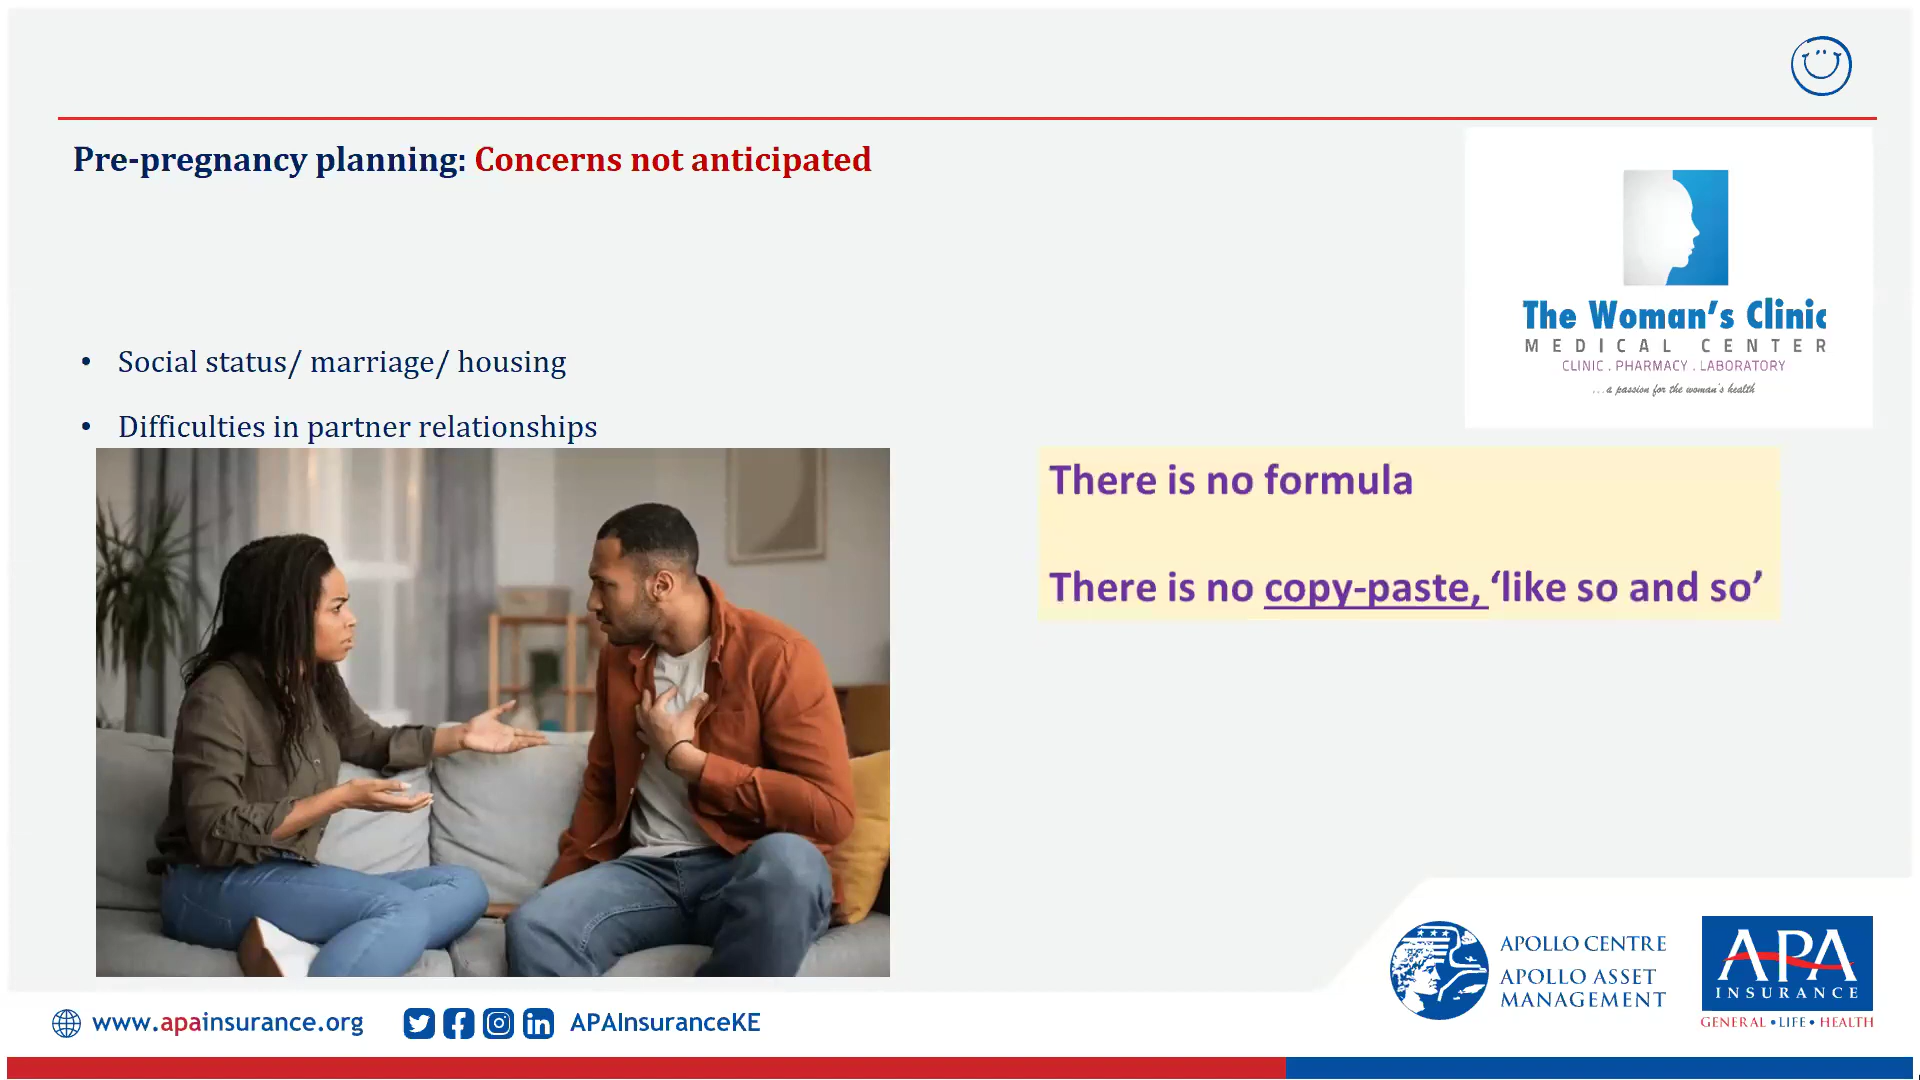 Pre-pregnancy planning: Concerns not anticipated
The Woman's Clinic
MEDICAL CENTER
CLINIC . PHARMACY . LABORATORY
...a passion for the woman's health
• Social status/ marriage/ housing
• Difficulties in partner relationships
There is no formula
There is no copy-paste, ‘like so and so’
APOLLO CENTRE
APOLLO ASSET
MANAGEMENT
APA
INSURANCE
GENERAL • LIFE • HEALTH
www.apainsurance.org
APAInsuranceKE